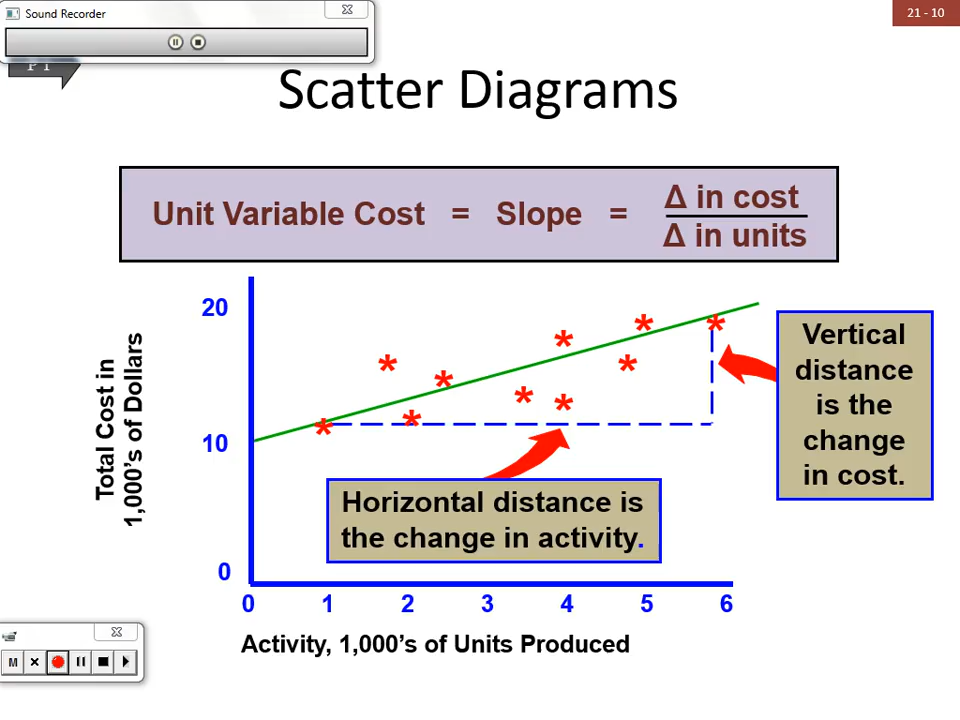 Sound Recorder
21 - 10
Scatter Diagrams
Unit Variable Cost = Slope = Δ in cost
Δ in units
20
10
0
Total Cost in
1,000's of Dollars
Vertical
distance
is the
change
in cost.
Horizontal distance is
the change in activity.
0 1 2 3 4 5 6
Activity, 1,000's of Units Produced
M